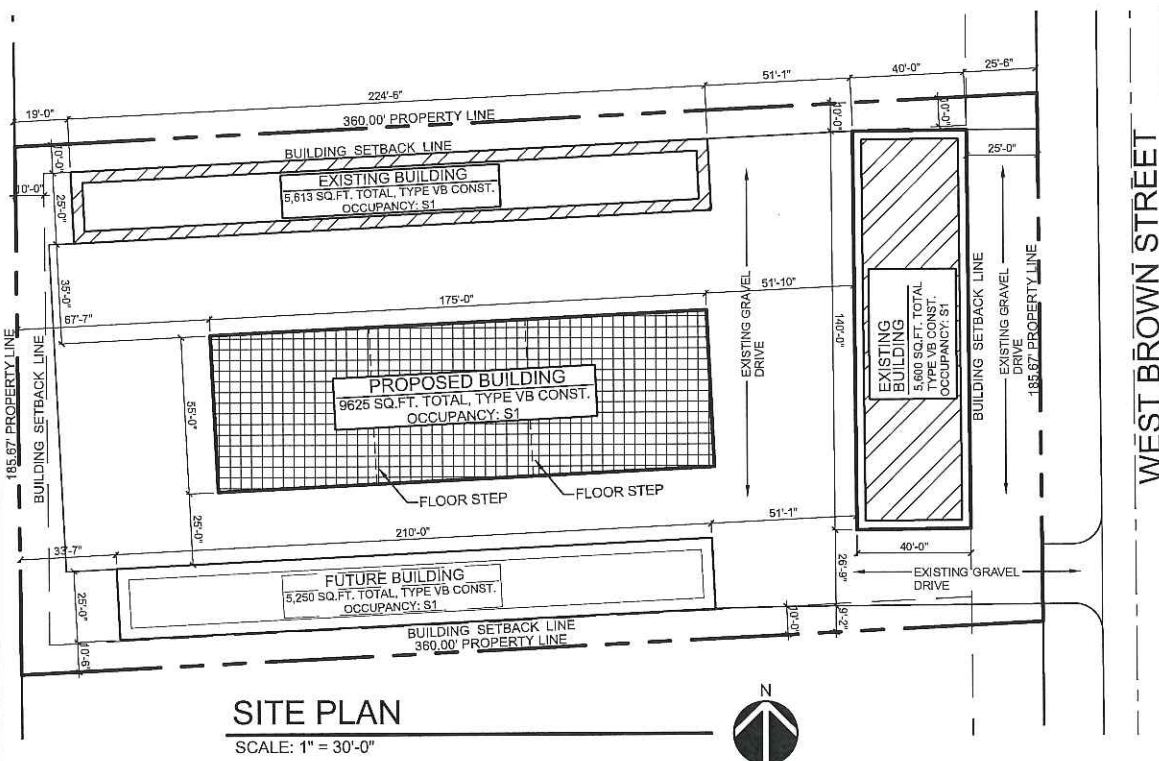 51'-1"
40'-0"
25'-6"
224'-5"
19'-0"
360.00' PROPERTY LINE
10'-0"
10'-0"
BUILDING SETBACK LINE
10'-0"
10'-0"
25'-0"
25'-0"
EXISTING BUILDING
5,613 SQ.FT. TOTAL, TYPE VB CONST.
OCCUPANCY: S1
35'-0"
67'-7"
175'-0"
51'-10"
EXISTING GRAVEL
DRIVE
140'-0"
EXISTING
BUILDING
5,600 SQ.FT. TOTAL
TYPE VB CONST.
OCCUPANCY: S1
BUILDING SETBACK LINE
EXISTING GRAVEL
DRIVE
185.67' PROPERTY LINE
WEST BROWN STREET
185.67' PROPERTY LINE
BUILDING SETBACK LINE
55'-0"
PROPOSED BUILDING
9625 SQ.FT. TOTAL, TYPE VB CONST.
OCCUPANCY: S1
FLOOR STEP
FLOOR STEP
25'-0"
33'-7"
210'-0"
51'-1"
40'-0"
26'-9"
EXISTING GRAVEL
DRIVE
25'-0"
FUTURE BUILDING
5,250 SQ.FT. TOTAL, TYPE VB CONST.
OCCUPANCY: S1
10'-0"
9'-2"
10'-6"
BUILDING SETBACK LINE
360.00' PROPERTY LINE
SITE PLAN
SCALE: 1" = 30'-0"
N